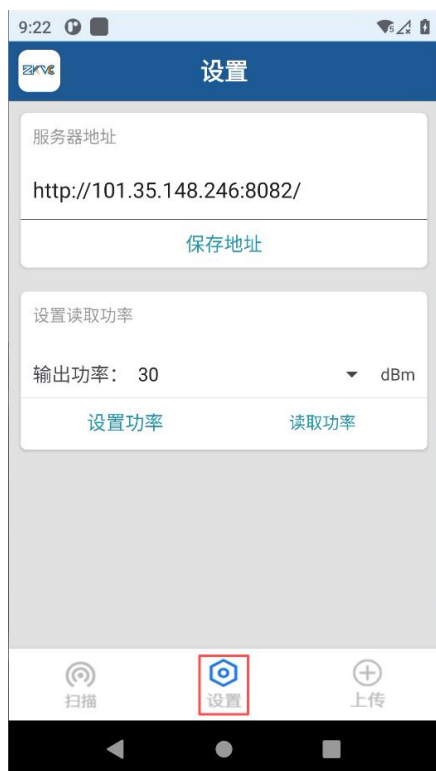 9:22
ZKVC
设置
服务器地址
http://101.35.148.246:8082/
保存地址
设置读取功率
输出功率： 30 dBm
设置功率 读取功率
扫描 设置 上传